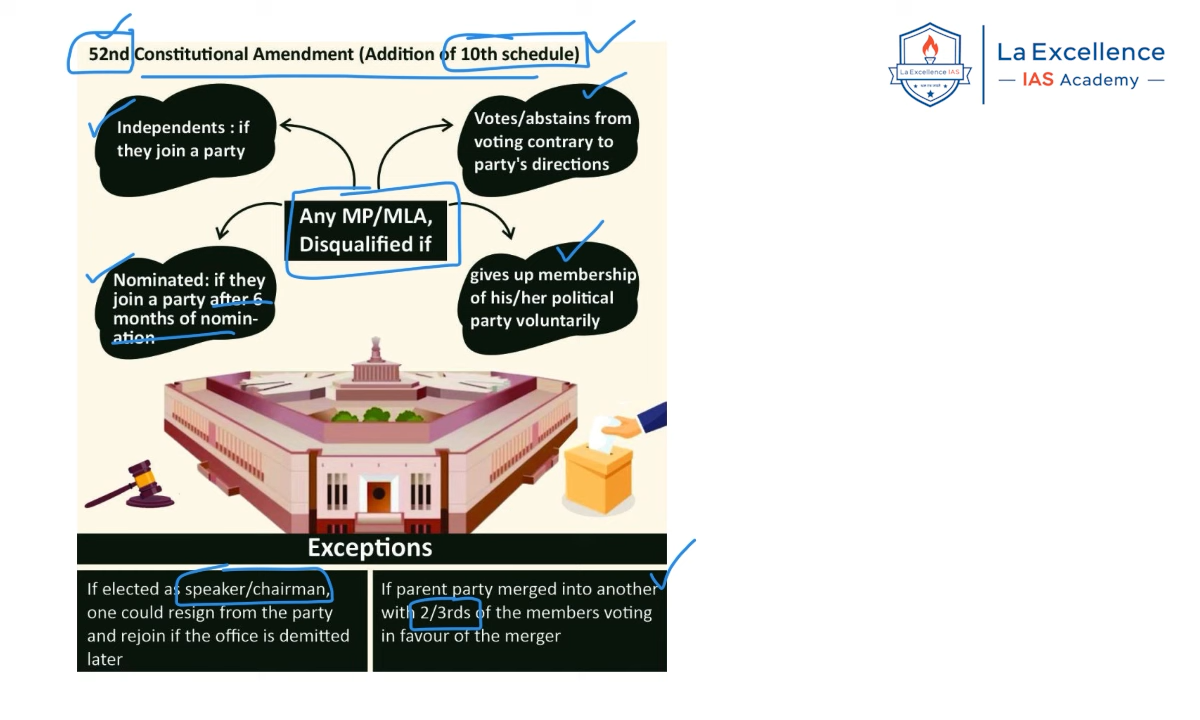 52nd Constitutional Amendment (Addition of 10th schedule)
La Excellence
IAS Academy
La Excellence IAS
Independents : if
they join a party
Votes/abstains from
voting contrary to
party's directions
Any MP/MLA,
Disqualified if
Nominated: if they
join a party after 6
months of nomin-
ation
gives up membership
of his/her political
party voluntarily
Exceptions
If elected as speaker/chairman,
one could resign from the party
and rejoin if the office is demitted
later
If parent party merged into another
with 2/3rds of the members voting
in favour of the merger